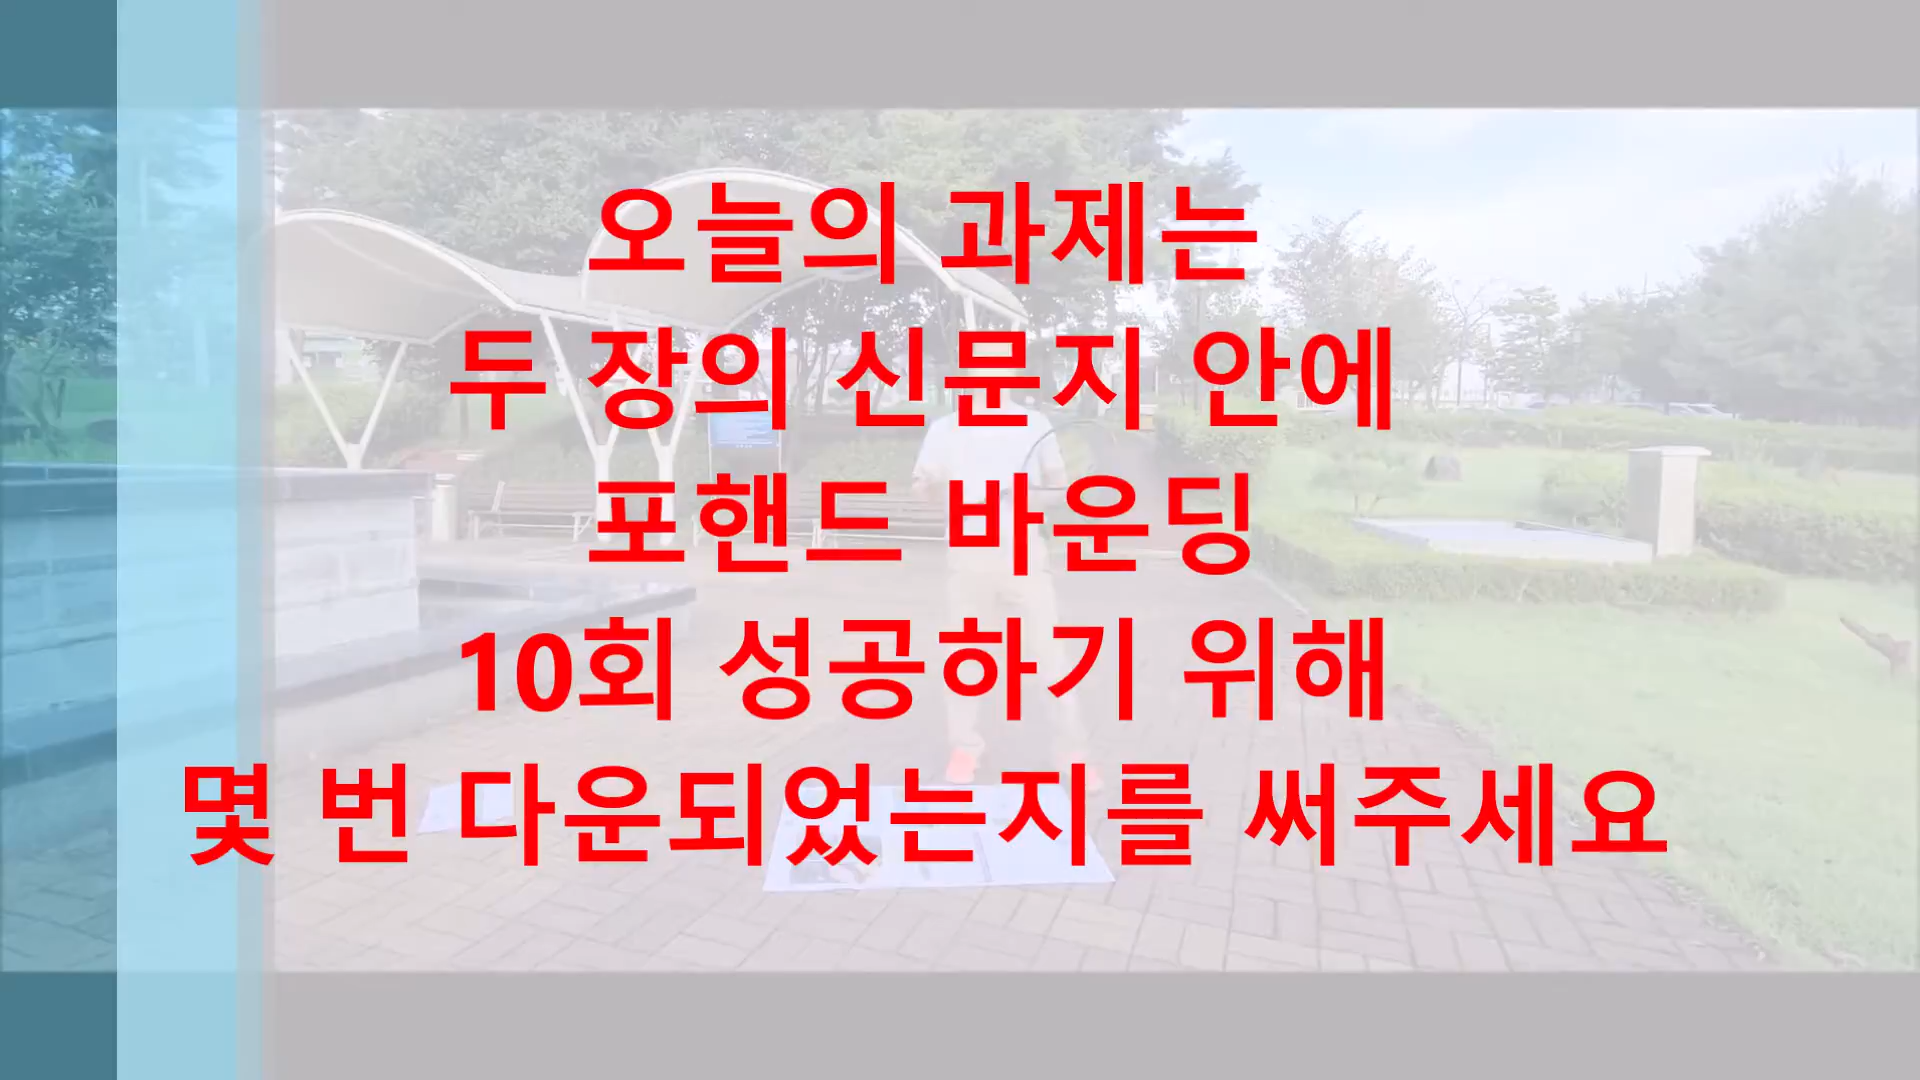 오늘의 과제는
두 장의 신문지 안에
포핸드 바운딩
10회 성공하기 위해
몇 번 다운되었는지를 써주세요